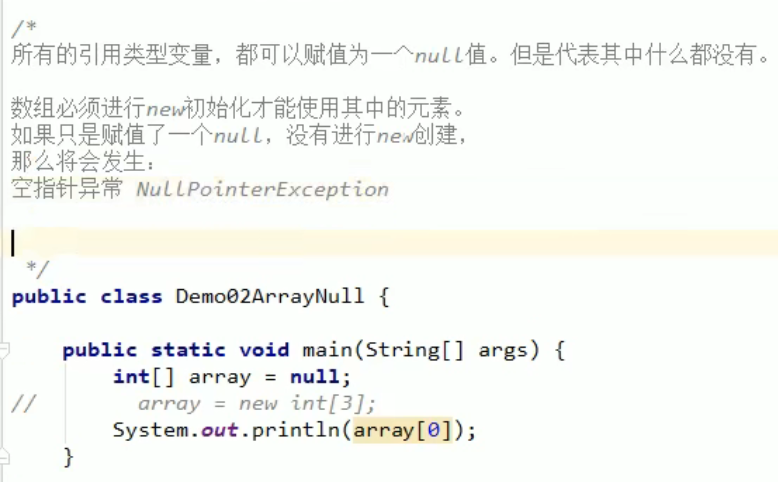 /*
所有的引用类型变量，都可以赋值为一个null值。但是代表其中什么都没有。
数组必须进行new初始化才能使用其中的元素。
如果只是赋值了一个null，没有进行new创建，
那么将会发生：
空指针异常 NullPointerException
*/
public class Demo02ArrayNull {
public static void main(String[] args) {
int[] array = null;
// array = new int[3];
System.out.println(array[0]);
}